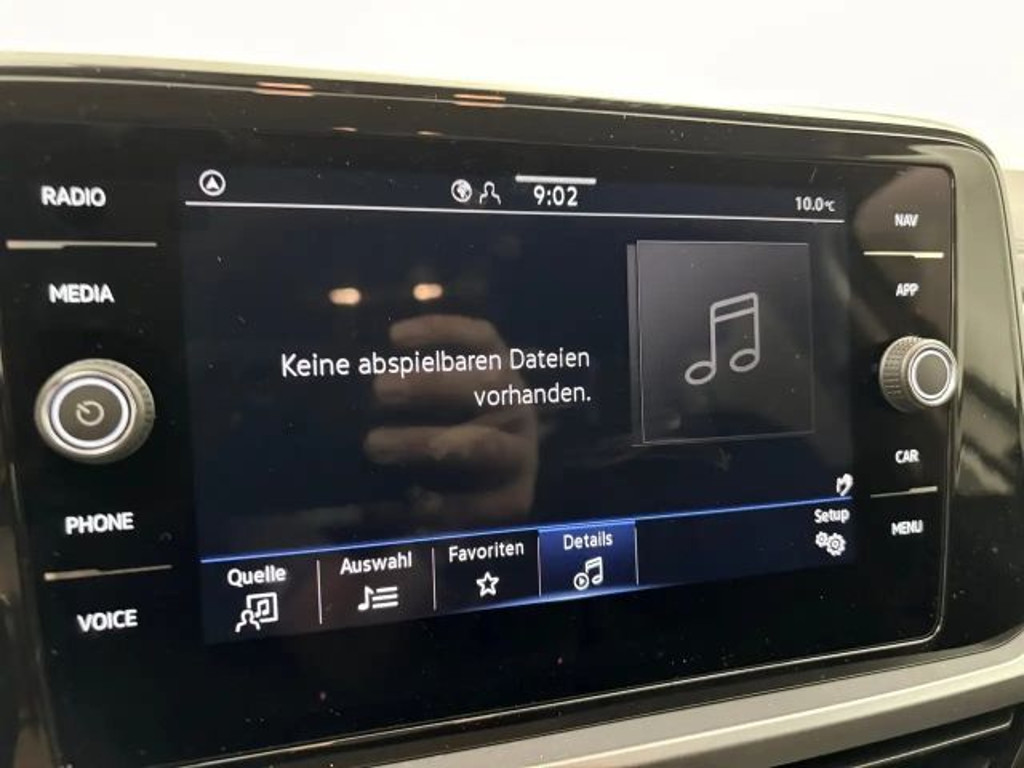 RADIO
MEDIA
PHONE
VOICE
9:02
10.0°C
Keine abspielbaren Dateien
vorhanden.
Quelle
Auswahl
Favoriten
Details
Setup
NAV
APP
CAR
MENU